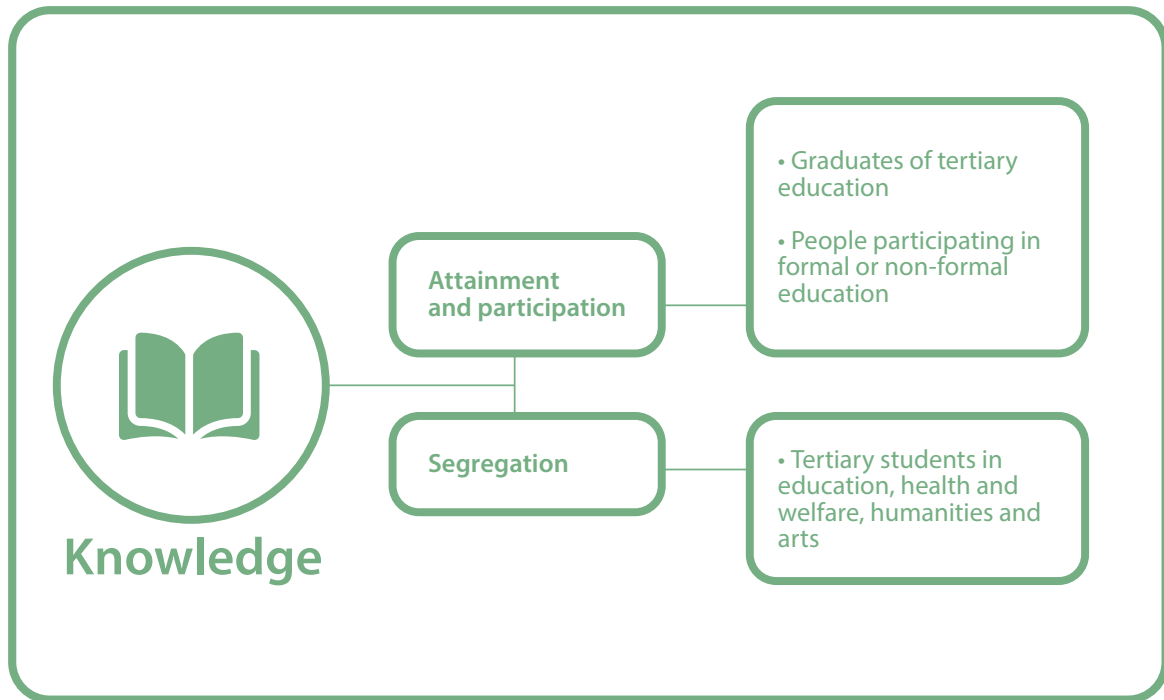 Knowledge
Attainment
and participation
• Graduates of tertiary
education
• People participating in
formal or non-formal
education
Segregation
• Tertiary students in
education, health and
welfare, humanities and
arts